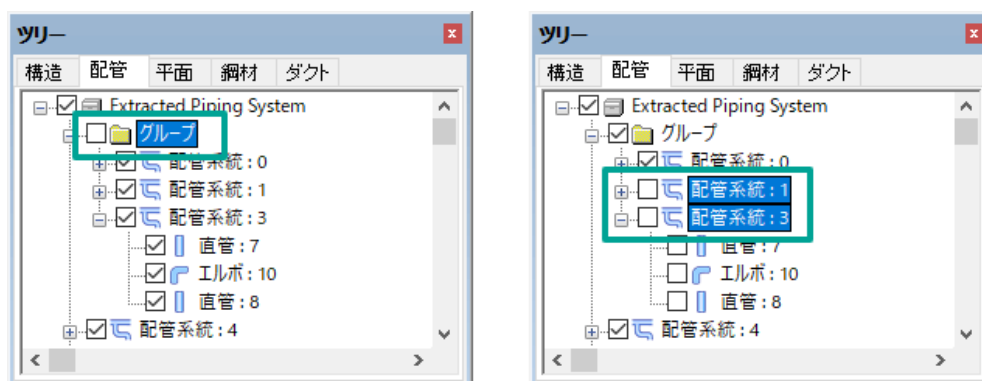 ツリー
構造 配管 平面 鋼材 ダクト
Extracted Piping System
グループ
配管系統 : 0
配管系統 : 1
配管系統 : 3
直管 : 7
エルボ : 10
直管 : 8
配管系統 : 4
ツリー
構造 配管 平面 鋼材 ダクト
Extracted Piping System
グループ
配管系統 : 0
配管系統 : 1
配管系統 : 3
直管 : 7
エルボ : 10
直管 : 8
配管系統 : 4